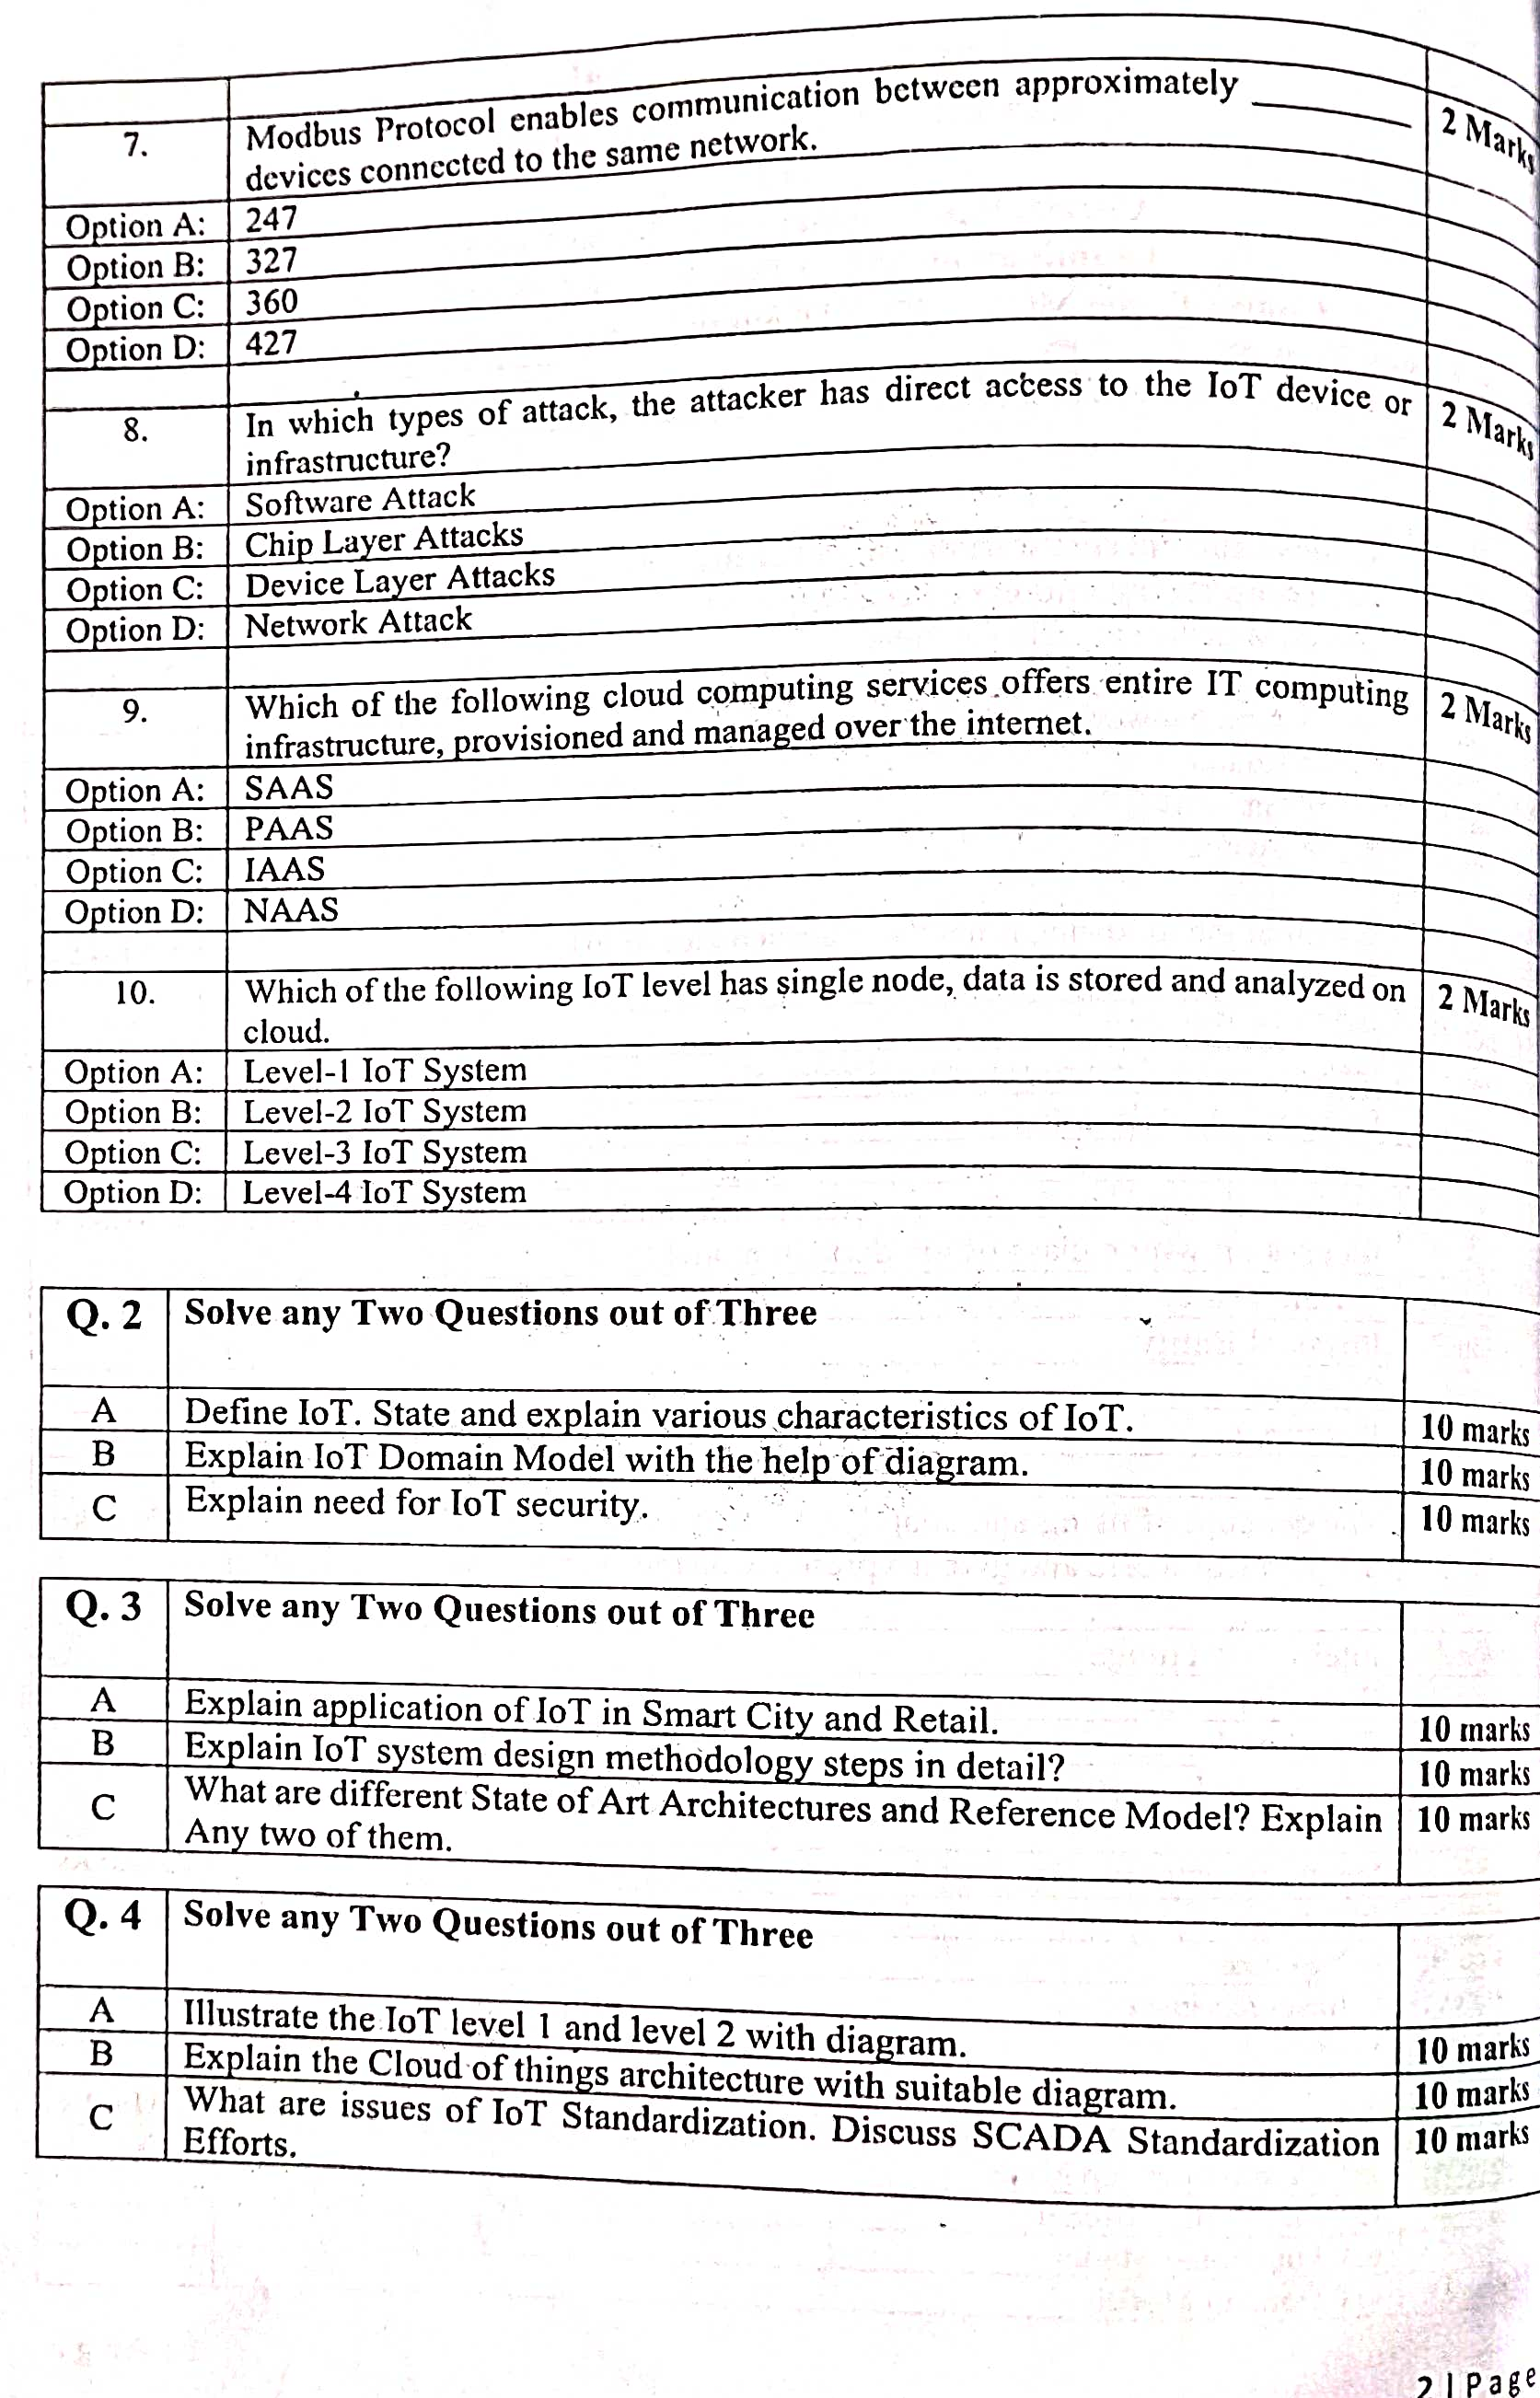 7. Modbus Protocol enables communication between approximately __________ 2 Marks
devices connected to the same network.
Option A: 247
Option B: 327
Option C: 360
Option D: 427
8. In which types of attack, the attacker has direct access to the IoT device or 2 Marks
infrastructure?
Option A: Software Attack
Option B: Chip Layer Attacks
Option C: Device Layer Attacks
Option D: Network Attack
9. Which of the following cloud computing services offers entire IT computing 2 Marks
infrastructure, provisioned and managed over the internet.
Option A: SAAS
Option B: PAAS
Option C: IAAS
Option D: NAAS
10. Which of the following IoT level has single node, data is stored and analyzed on 2 Marks
cloud.
Option A: Level-1 IoT System
Option B: Level-2 IoT System
Option C: Level-3 IoT System
Option D: Level-4 IoT System
Q. 2 Solve any Two Questions out of Three
A Define IoT. State and explain various characteristics of IoT. 10 marks
B Explain IoT Domain Model with the help of diagram. 10 marks
C Explain need for IoT security. 10 marks
Q. 3 Solve any Two Questions out of Three
A Explain application of IoT in Smart City and Retail. 10 marks
B Explain IoT system design methodology steps in detail? 10 marks
C What are different State of Art Architectures and Reference Model? Explain 10 marks
Any two of them.
Q. 4 Solve any Two Questions out of Three
A Illustrate the IoT level 1 and level 2 with diagram. 10 marks
B Explain the Cloud of things architecture with suitable diagram. 10 marks
C What are issues of IoT Standardization. Discuss SCADA Standardization 10 marks
Efforts.
2 | Page